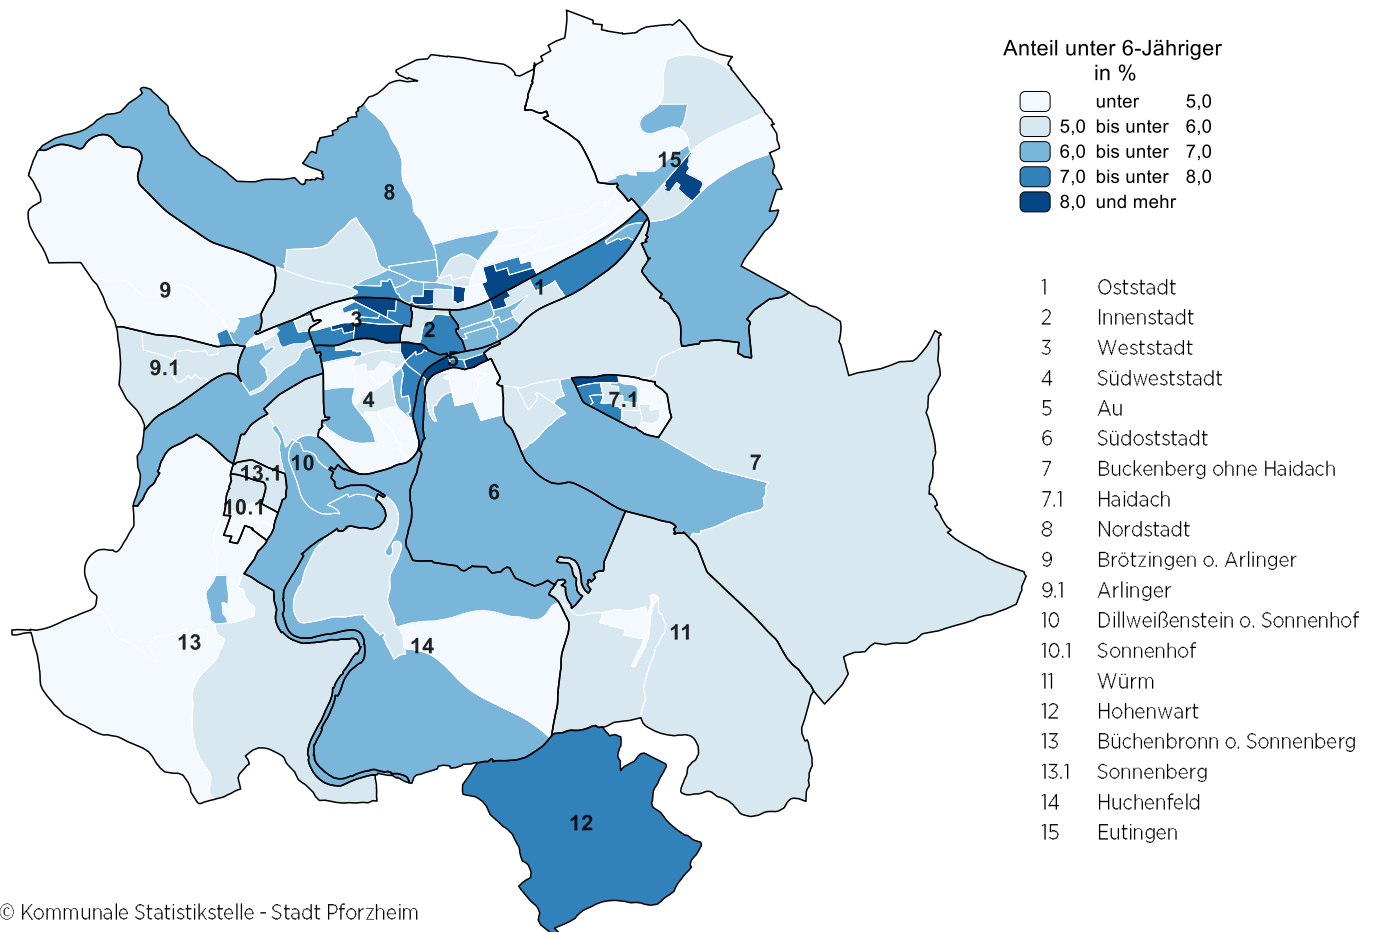 Anteil unter 6-Jähriger
in %
unter 5,0
5,0 bis unter 6,0
6,0 bis unter 7,0
7,0 bis unter 8,0
8,0 und mehr
1 Oststadt
2 Innenstadt
3 Weststadt
4 Südweststadt
5 Au
6 Südoststadt
7 Buckenberg ohne Haidach
7.1 Haidach
8 Nordstadt
9 Brötzingen o. Arlinger
9.1 Arlinger
10 Dillweißenstein o. Sonnenhof
10.1 Sonnenhof
11 Würm
12 Hohenwart
13 Büchenbronn o. Sonnenberg
13.1 Sonnenberg
14 Huchenfeld
15 Eutingen
15
8
9
1
3
2
5
9.1
4
7.1
10
7
13.1
6
10.1
11
13
14
12
© Kommunale Statistikstelle - Stadt Pforzheim